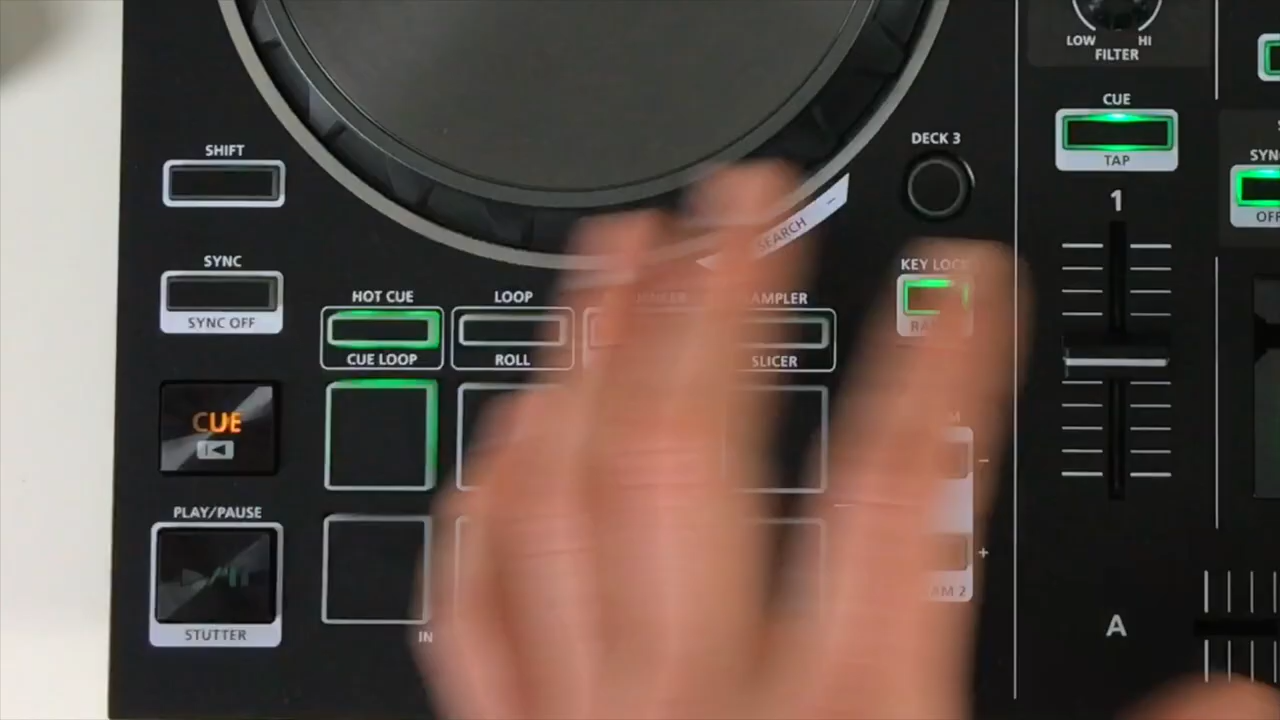 LOW HI
FILTER
CUE
TAP
1
DECK 3
SHIFT
SEARCH −
SYNC
SYNC OFF
KEY LOCK
HOT CUE
LOOP
CUE LOOP
ROLL
SLICER
CUE
PLAY/PAUSE
STUTTER
IN
−
+
A